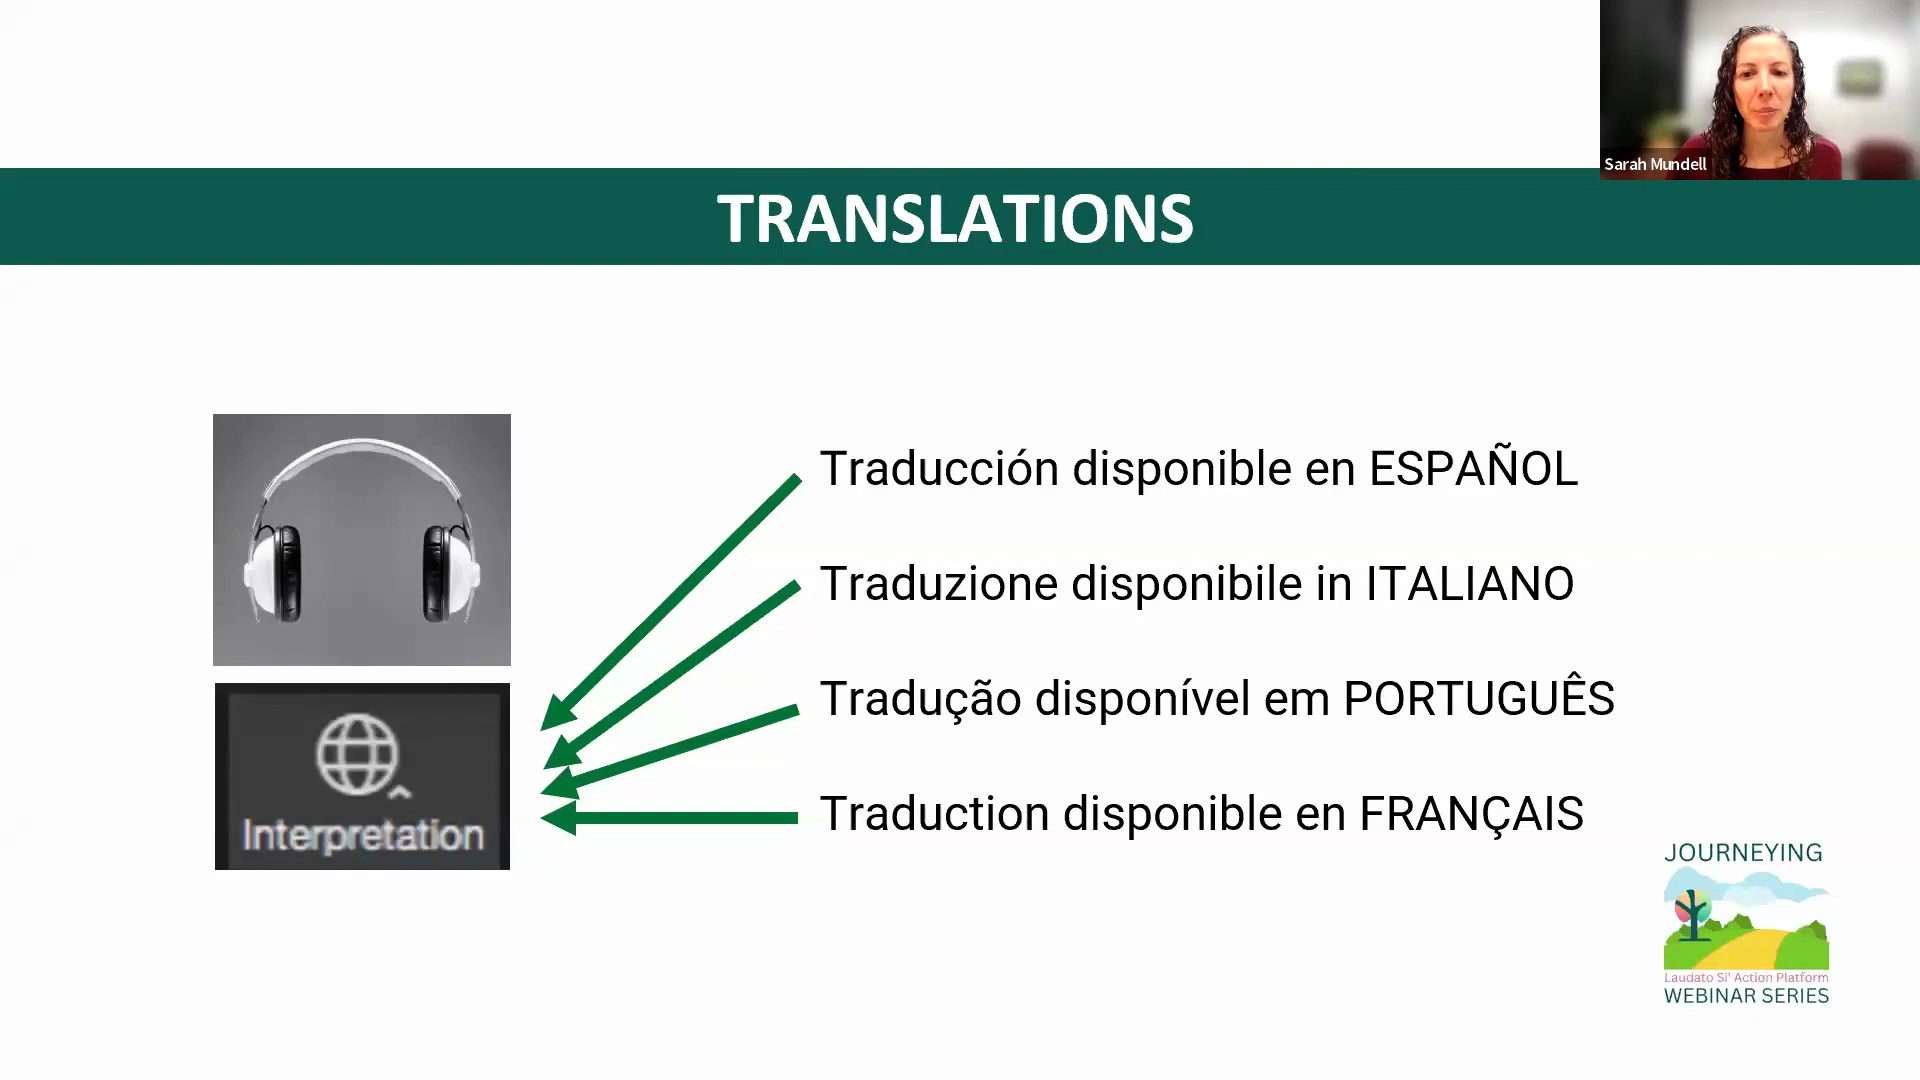 Sarah Mundell
TRANSLATIONS
Traducción disponible en ESPAÑOL
Traduzione disponibile in ITALIANO
Tradução disponível em PORTUGUÊS
Traduction disponible en FRANÇAIS
Interpretation
JOURNEYING
Laudato Si' Action Platform
WEBINAR SERIES